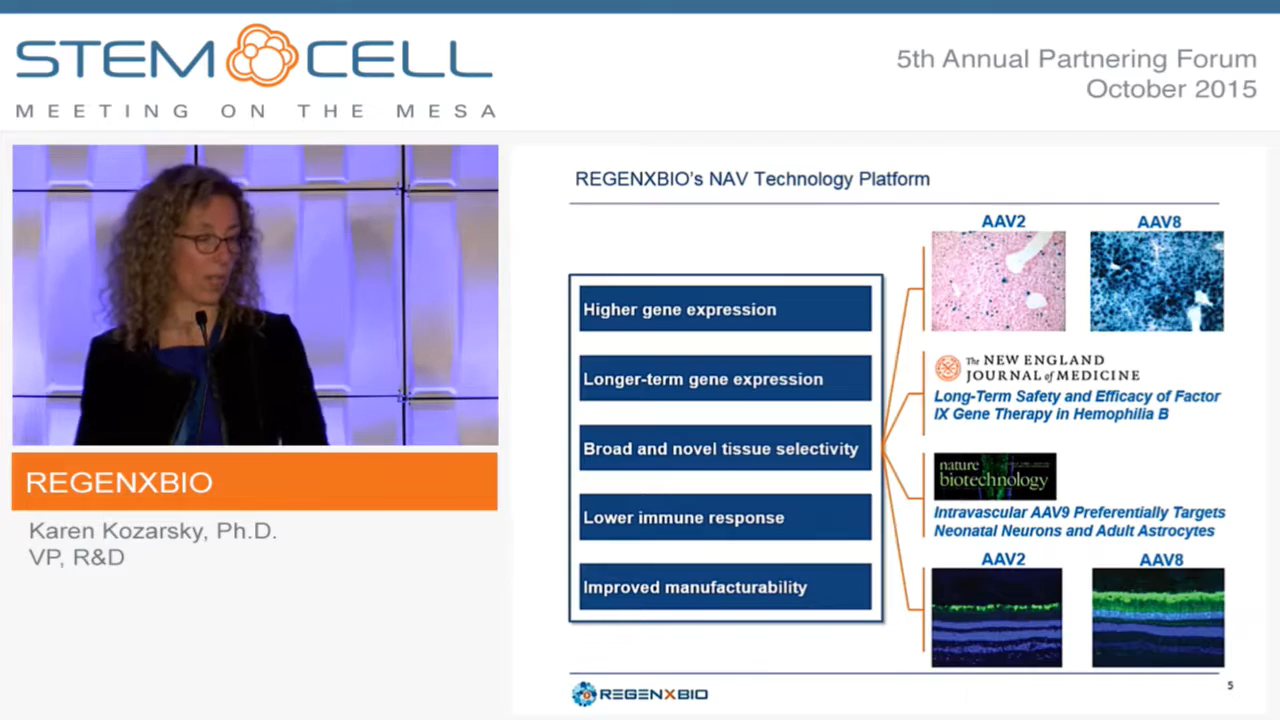 STEM CELL
MEETING ON THE MESA
5th Annual Partnering Forum
October 2015
REGENXBIO
Karen Kozarsky, Ph.D.
VP, R&D
REGENXBIO's NAV Technology Platform
Higher gene expression
Longer-term gene expression
Broad and novel tissue selectivity
Lower immune response
Improved manufacturability
AAV2
AAV8
The NEW ENGLAND
JOURNAL of MEDICINE
Long-Term Safety and Efficacy of Factor
IX Gene Therapy in Hemophilia B
nature
biotechnology
Intravascular AAV9 Preferentially Targets
Neonatal Neurons and Adult Astrocytes
AAV2
AAV8
REGENXBIO
5